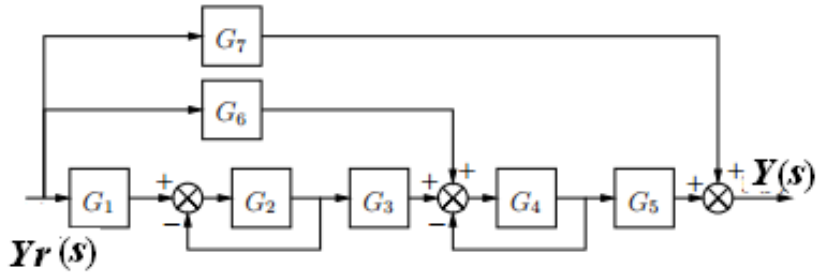 G₇
G₆
+ +
G₁ + − G₂ G₃ + − G₄ G₅ + Y(s)
Yr (s)